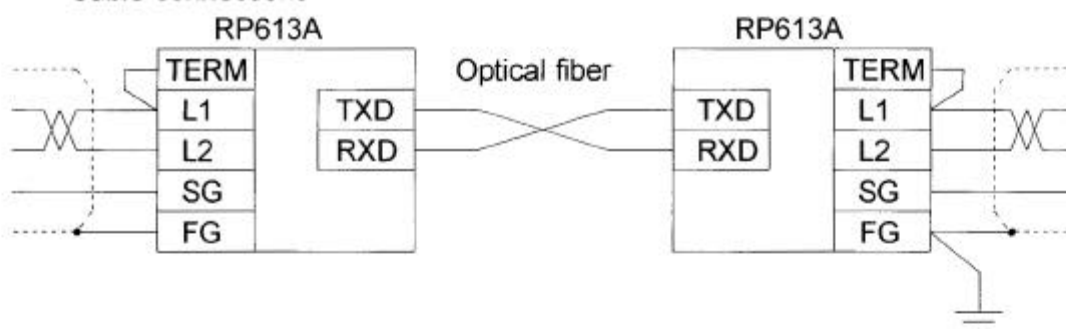 RP613A
RP613A
TERM
L1
L2
SG
FG
TXD
RXD
Optical fiber
TXD
RXD
TERM
L1
L2
SG
FG